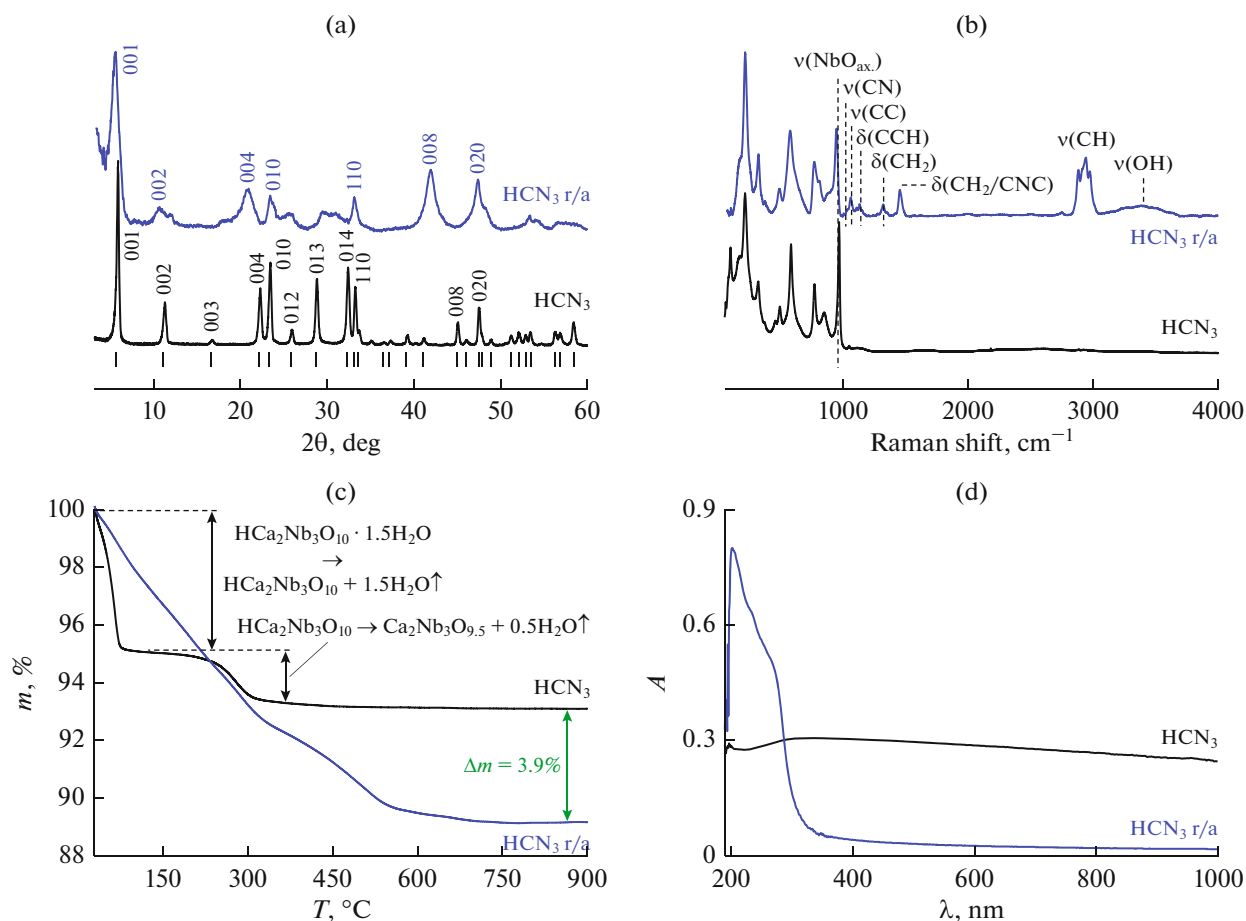 (a)
001
002
004
010
110
008
020
HCN₃ r/a
001
002
003
004
010
012
013
014
110
008
020
HCN₃
10 20 30 40 50 60
2θ, deg
(b)
ν(NbOax.)
ν(CN)
ν(CC)
δ(CCH)
δ(CH₂)
δ(CH₂/CNC)
ν(CH)
ν(OH)
HCN₃ r/a
HCN₃
1000 2000 3000 4000
Raman shift, cm⁻¹
(c)
100
98
96
94
92
90
88
m, %
HCa₂Nb₃O₁₀ · 1.5H₂O
→
HCa₂Nb₃O₁₀ + 1.5H₂O↑
HCa₂Nb₃O₁₀ → Ca₂Nb₃O₉.₅ + 0.5H₂O↑
HCN₃
Δm = 3.9%
HCN₃ r/a
150 300 450 600 750 900
T, °C
(d)
0.9
0.6
0.3
0
A
HCN₃
HCN₃ r/a
200 400 600 800 1000
λ, nm